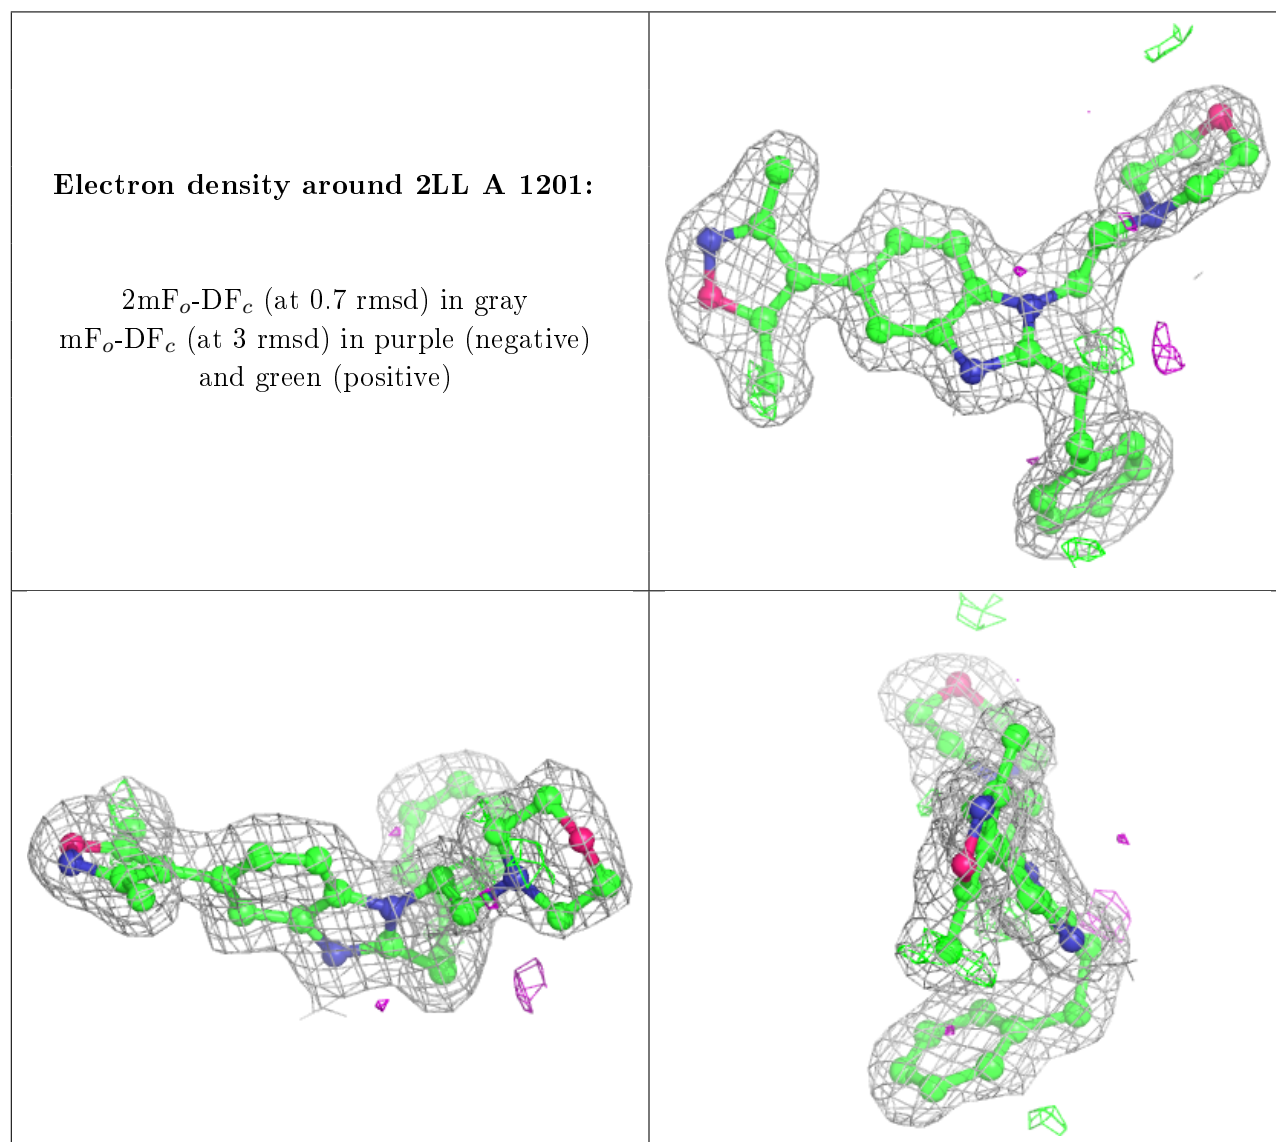 Electron density around 2LL A 1201:
2mFo-DFc (at 0.7 rmsd) in gray
mFo-DFc (at 3 rmsd) in purple (negative)
and green (positive)